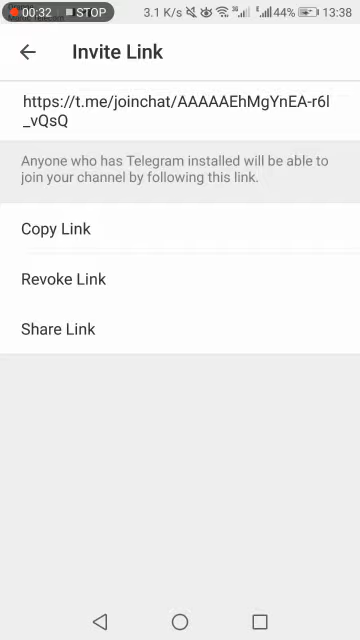 00:32 STOP 3.1 K/s 3G E 44% 13:38
Invite Link
https://t.me/joinchat/AAAAAEhMgYnEA-r6l
_vQsQ
Anyone who has Telegram installed will be able to
join your channel by following this link.
Copy Link
Revoke Link
Share Link